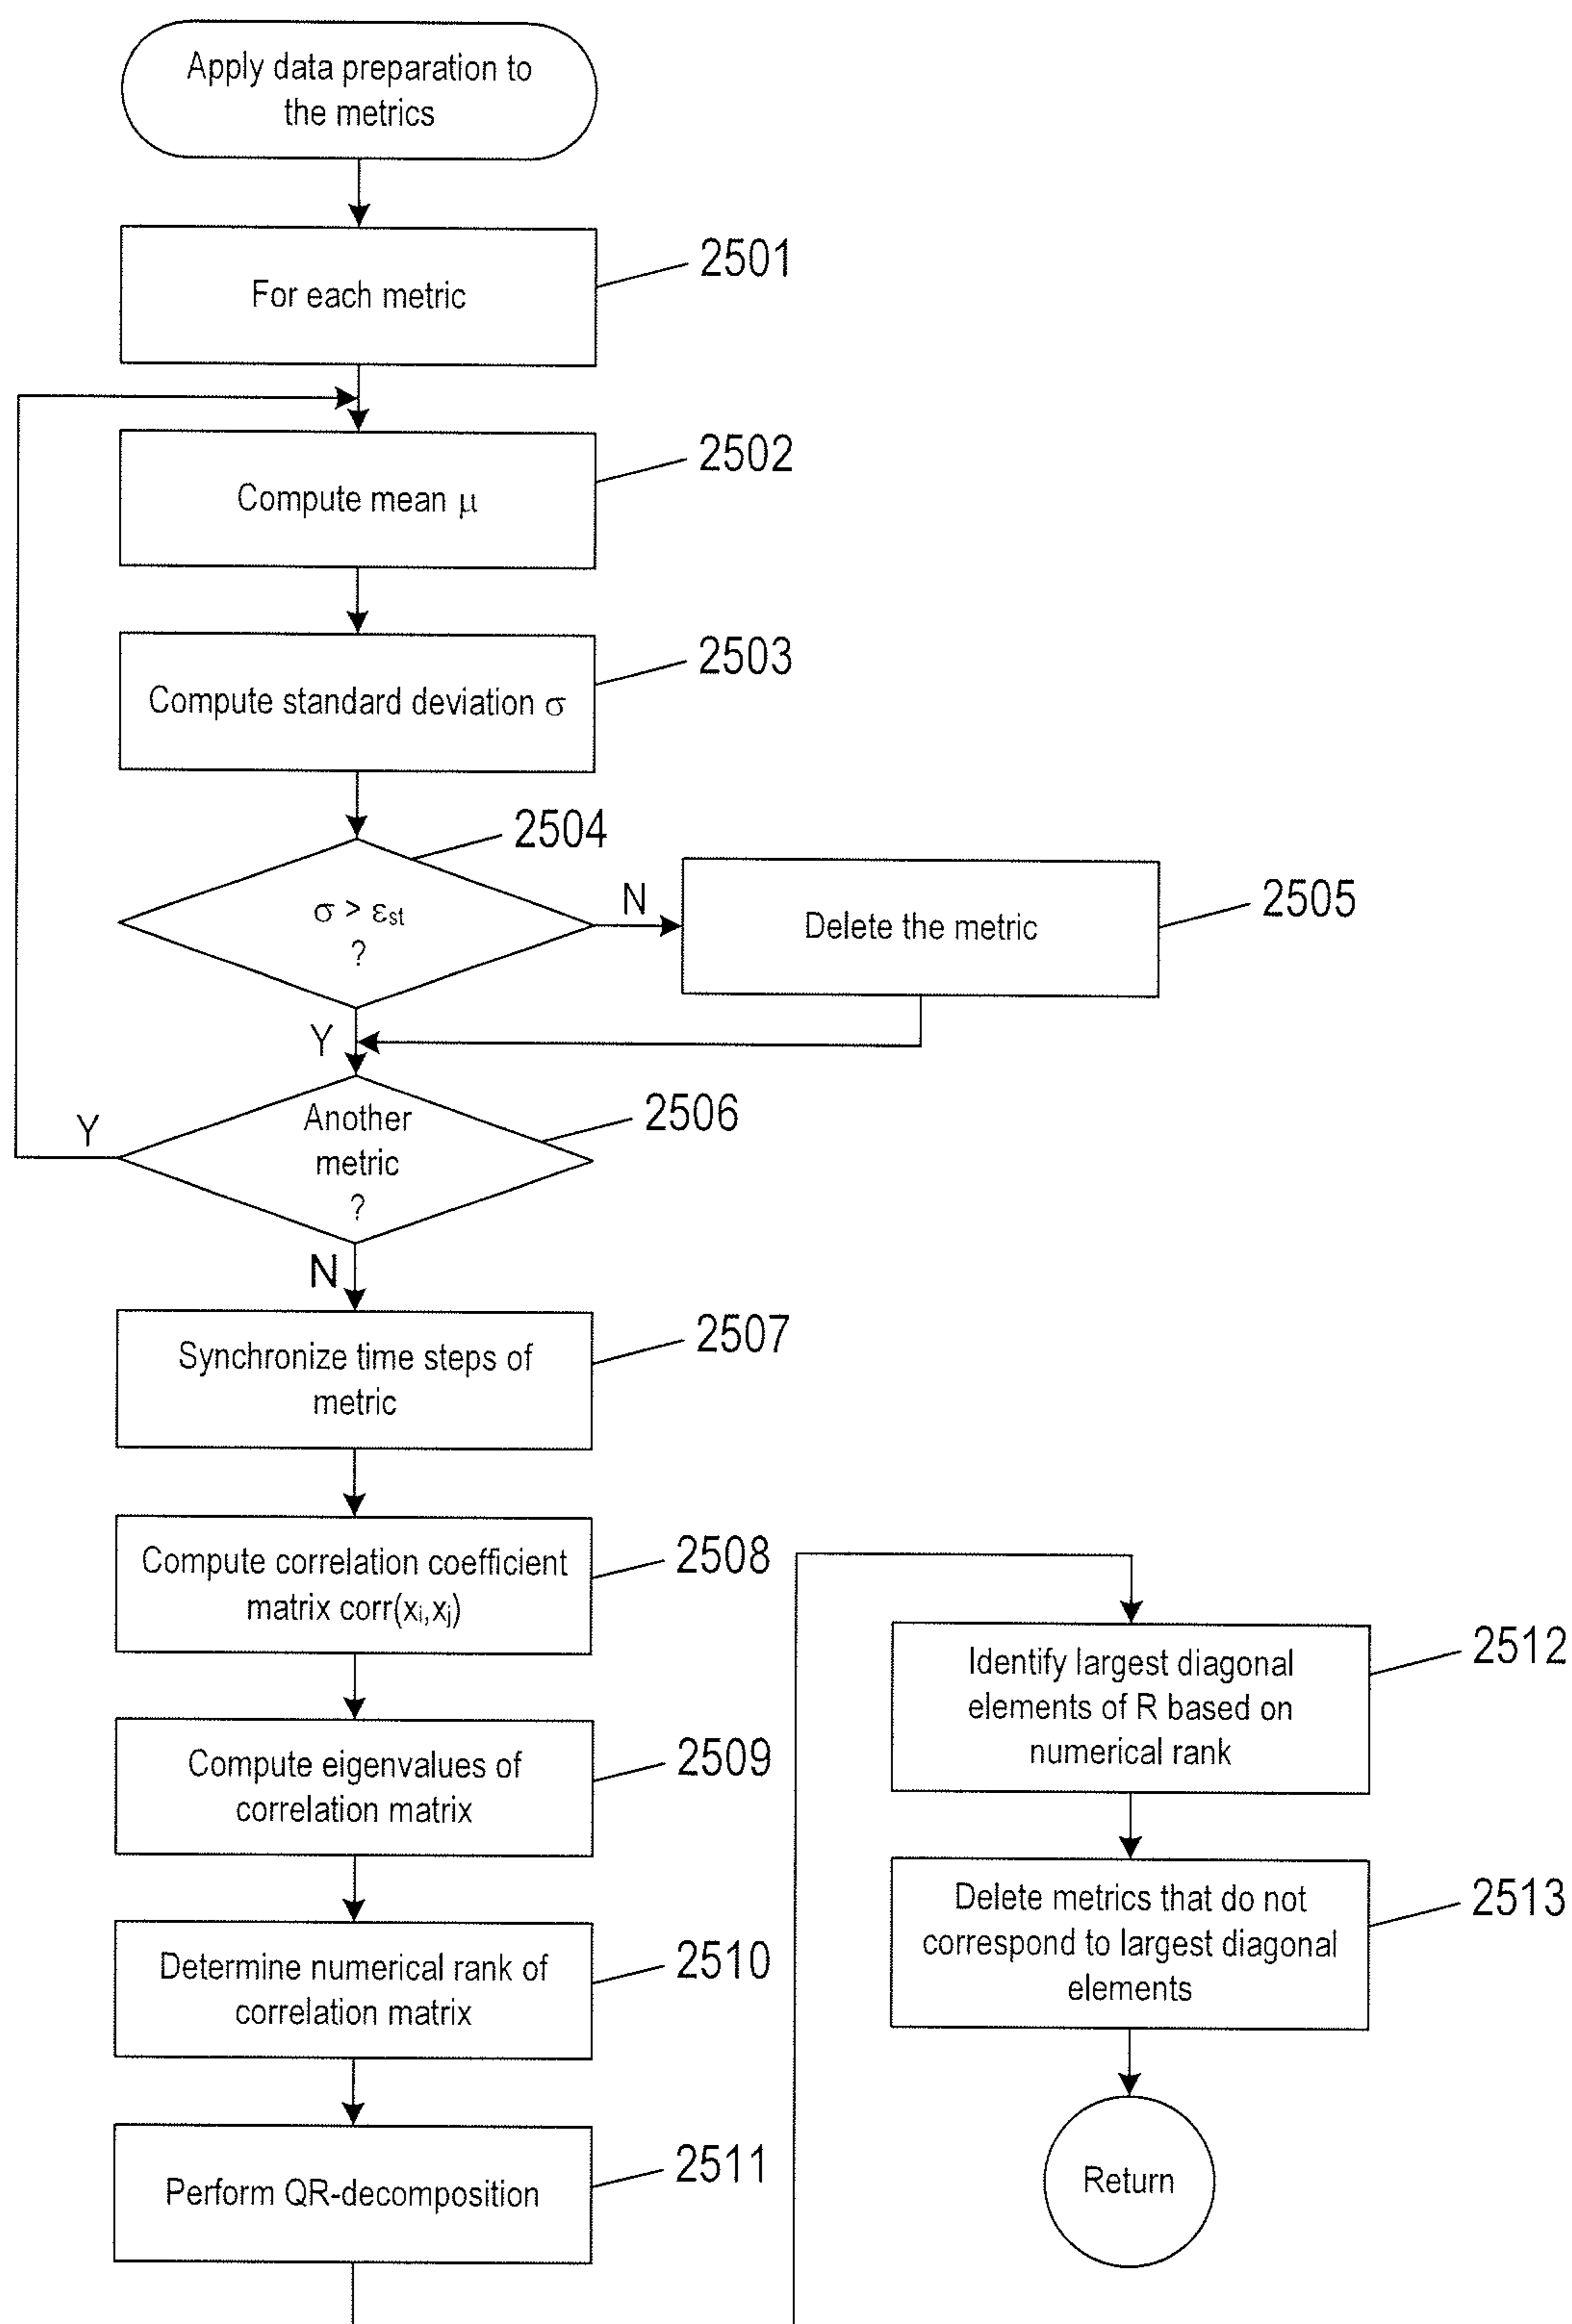 Apply data preparation to
the metrics
For each metric
2501
Compute mean μ
2502
Compute standard deviation σ
2503
2504
σ > εst
?
N
Delete the metric
2505
Y
Another
metric
?
2506
Y
N
Synchronize time steps of
metric
2507
Compute correlation coefficient
matrix corr(xi,xj)
2508
Compute eigenvalues of
correlation matrix
2509
Determine numerical rank of
correlation matrix
2510
Perform QR-decomposition
2511
Identify largest diagonal
elements of R based on
numerical rank
2512
Delete metrics that do not
correspond to largest diagonal
elements
2513
Return